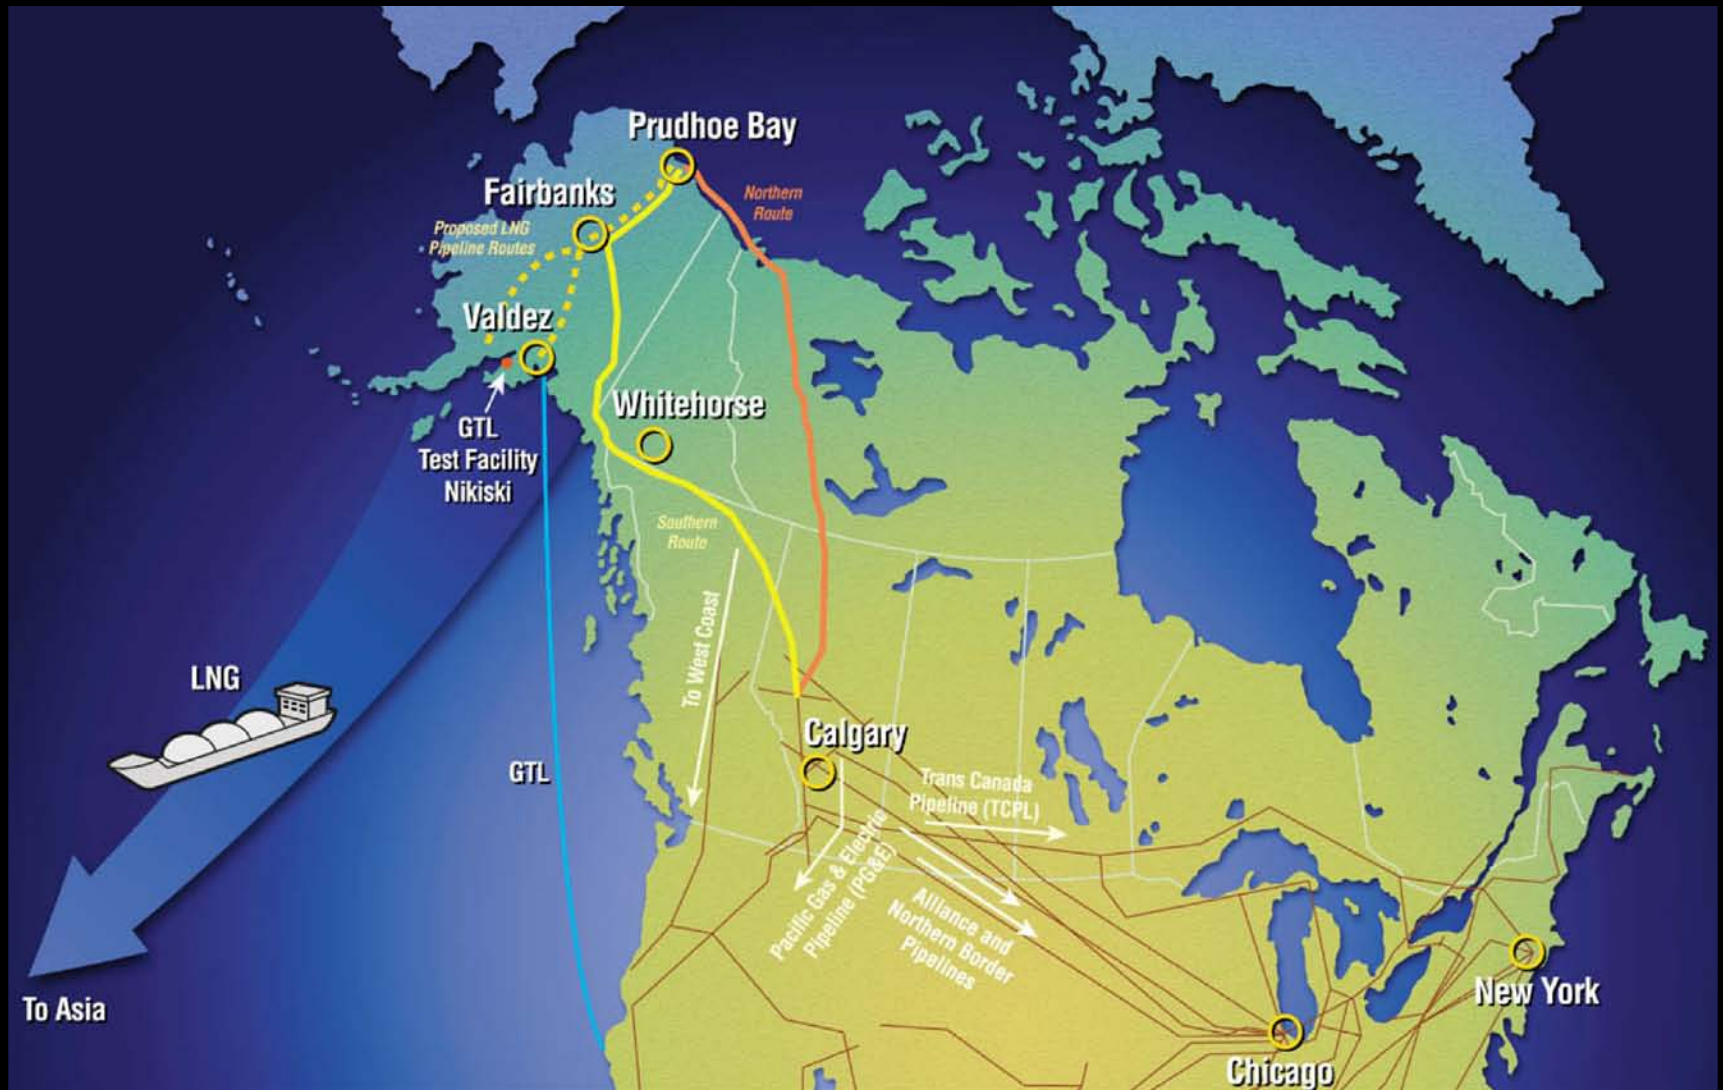 Prudhoe Bay
Northern
Route
Fairbanks
Proposed LNG
Pipeline Routes
Valdez
Whitehorse
GTL
Test Facility
Nikiski
Southern
Route
To West Coast
LNG
GTL
Calgary
Trans Canada
Pipeline (TCPL)
Pacific Gas & Electric
Pipeline (PG&E)
Alliance and
Northern Border
Pipelines
To Asia
New York
Chicago